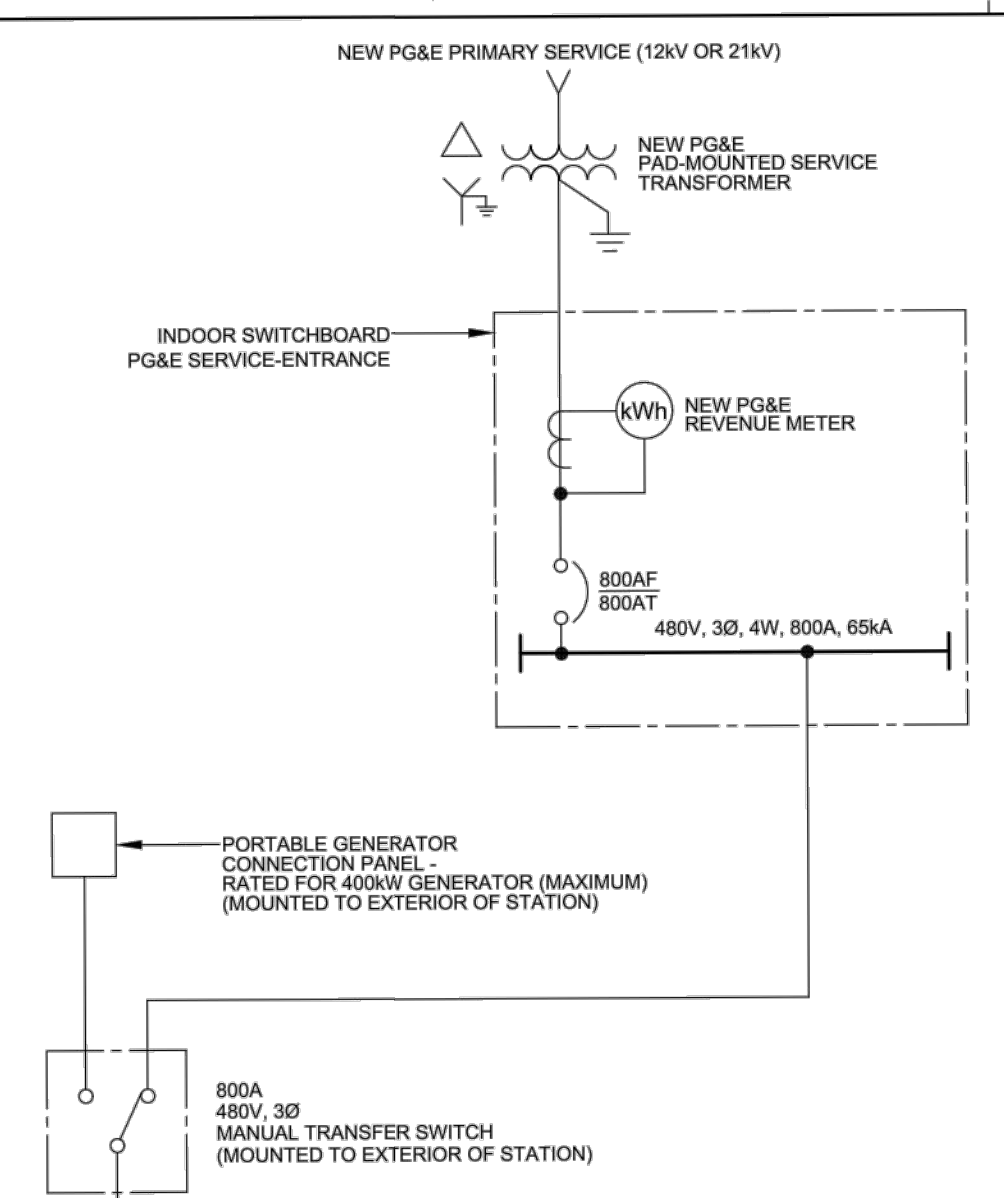 NEW PG&E PRIMARY SERVICE (12kV OR 21kV)
NEW PG&E
PAD-MOUNTED SERVICE
TRANSFORMER
INDOOR SWITCHBOARD
PG&E SERVICE-ENTRANCE
kWh
NEW PG&E
REVENUE METER
800AF
800AT
480V, 3Ø, 4W, 800A, 65kA
PORTABLE GENERATOR
CONNECTION PANEL -
RATED FOR 400kW GENERATOR (MAXIMUM)
(MOUNTED TO EXTERIOR OF STATION)
800A
480V, 3Ø
MANUAL TRANSFER SWITCH
(MOUNTED TO EXTERIOR OF STATION)